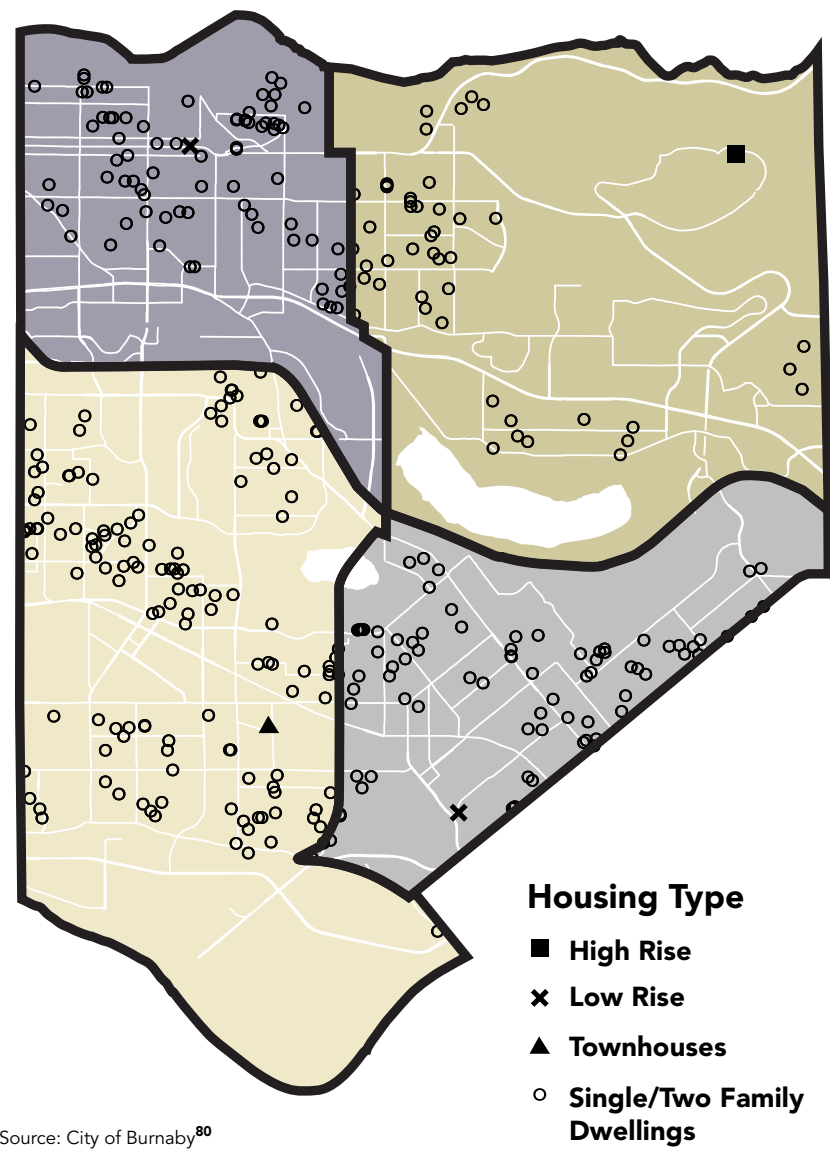 Housing Type
High Rise
Low Rise
Townhouses
Single/Two Family
Dwellings
Source: City of Burnaby80